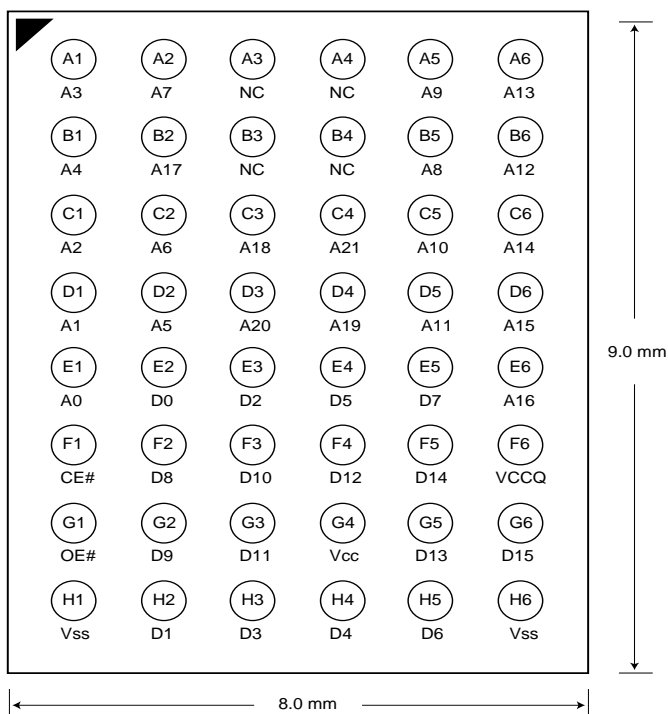 A1 A2 A3 A4 A5 A6
A3 A7 NC NC A9 A13
B1 B2 B3 B4 B5 B6
A4 A17 NC NC A8 A12
C1 C2 C3 C4 C5 C6
A2 A6 A18 A21 A10 A14
D1 D2 D3 D4 D5 D6
A1 A5 A20 A19 A11 A15
9.0 mm
E1 E2 E3 E4 E5 E6
A0 D0 D2 D5 D7 A16
F1 F2 F3 F4 F5 F6
CE# D8 D10 D12 D14 VCCQ
G1 G2 G3 G4 G5 G6
OE# D9 D11 Vcc D13 D15
H1 H2 H3 H4 H5 H6
Vss D1 D3 D4 D6 Vss
8.0 mm